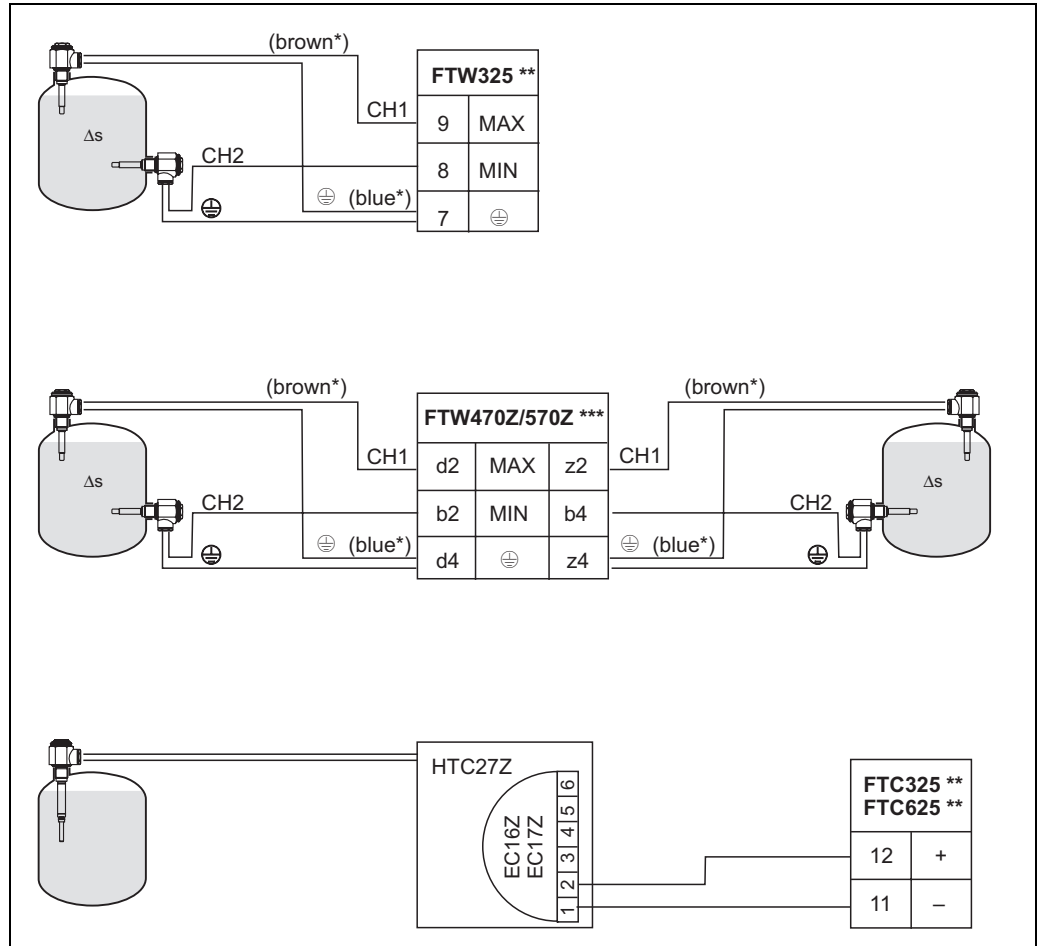 (brown*)
FTW325 **
CH1
9 MAX
Δs
CH2
8 MIN
(blue*)
7
(brown*)
(brown*)
FTW470Z/570Z ***
CH1
d2 MAX z2
CH1
Δs
Δs
CH2
b2 MIN b4
CH2
(blue*)
(blue*)
d4 z4
HTC27Z
EC16Z
EC17Z
6
5
4
3
2
1
FTC325 **
FTC625 **
12 +
11 –